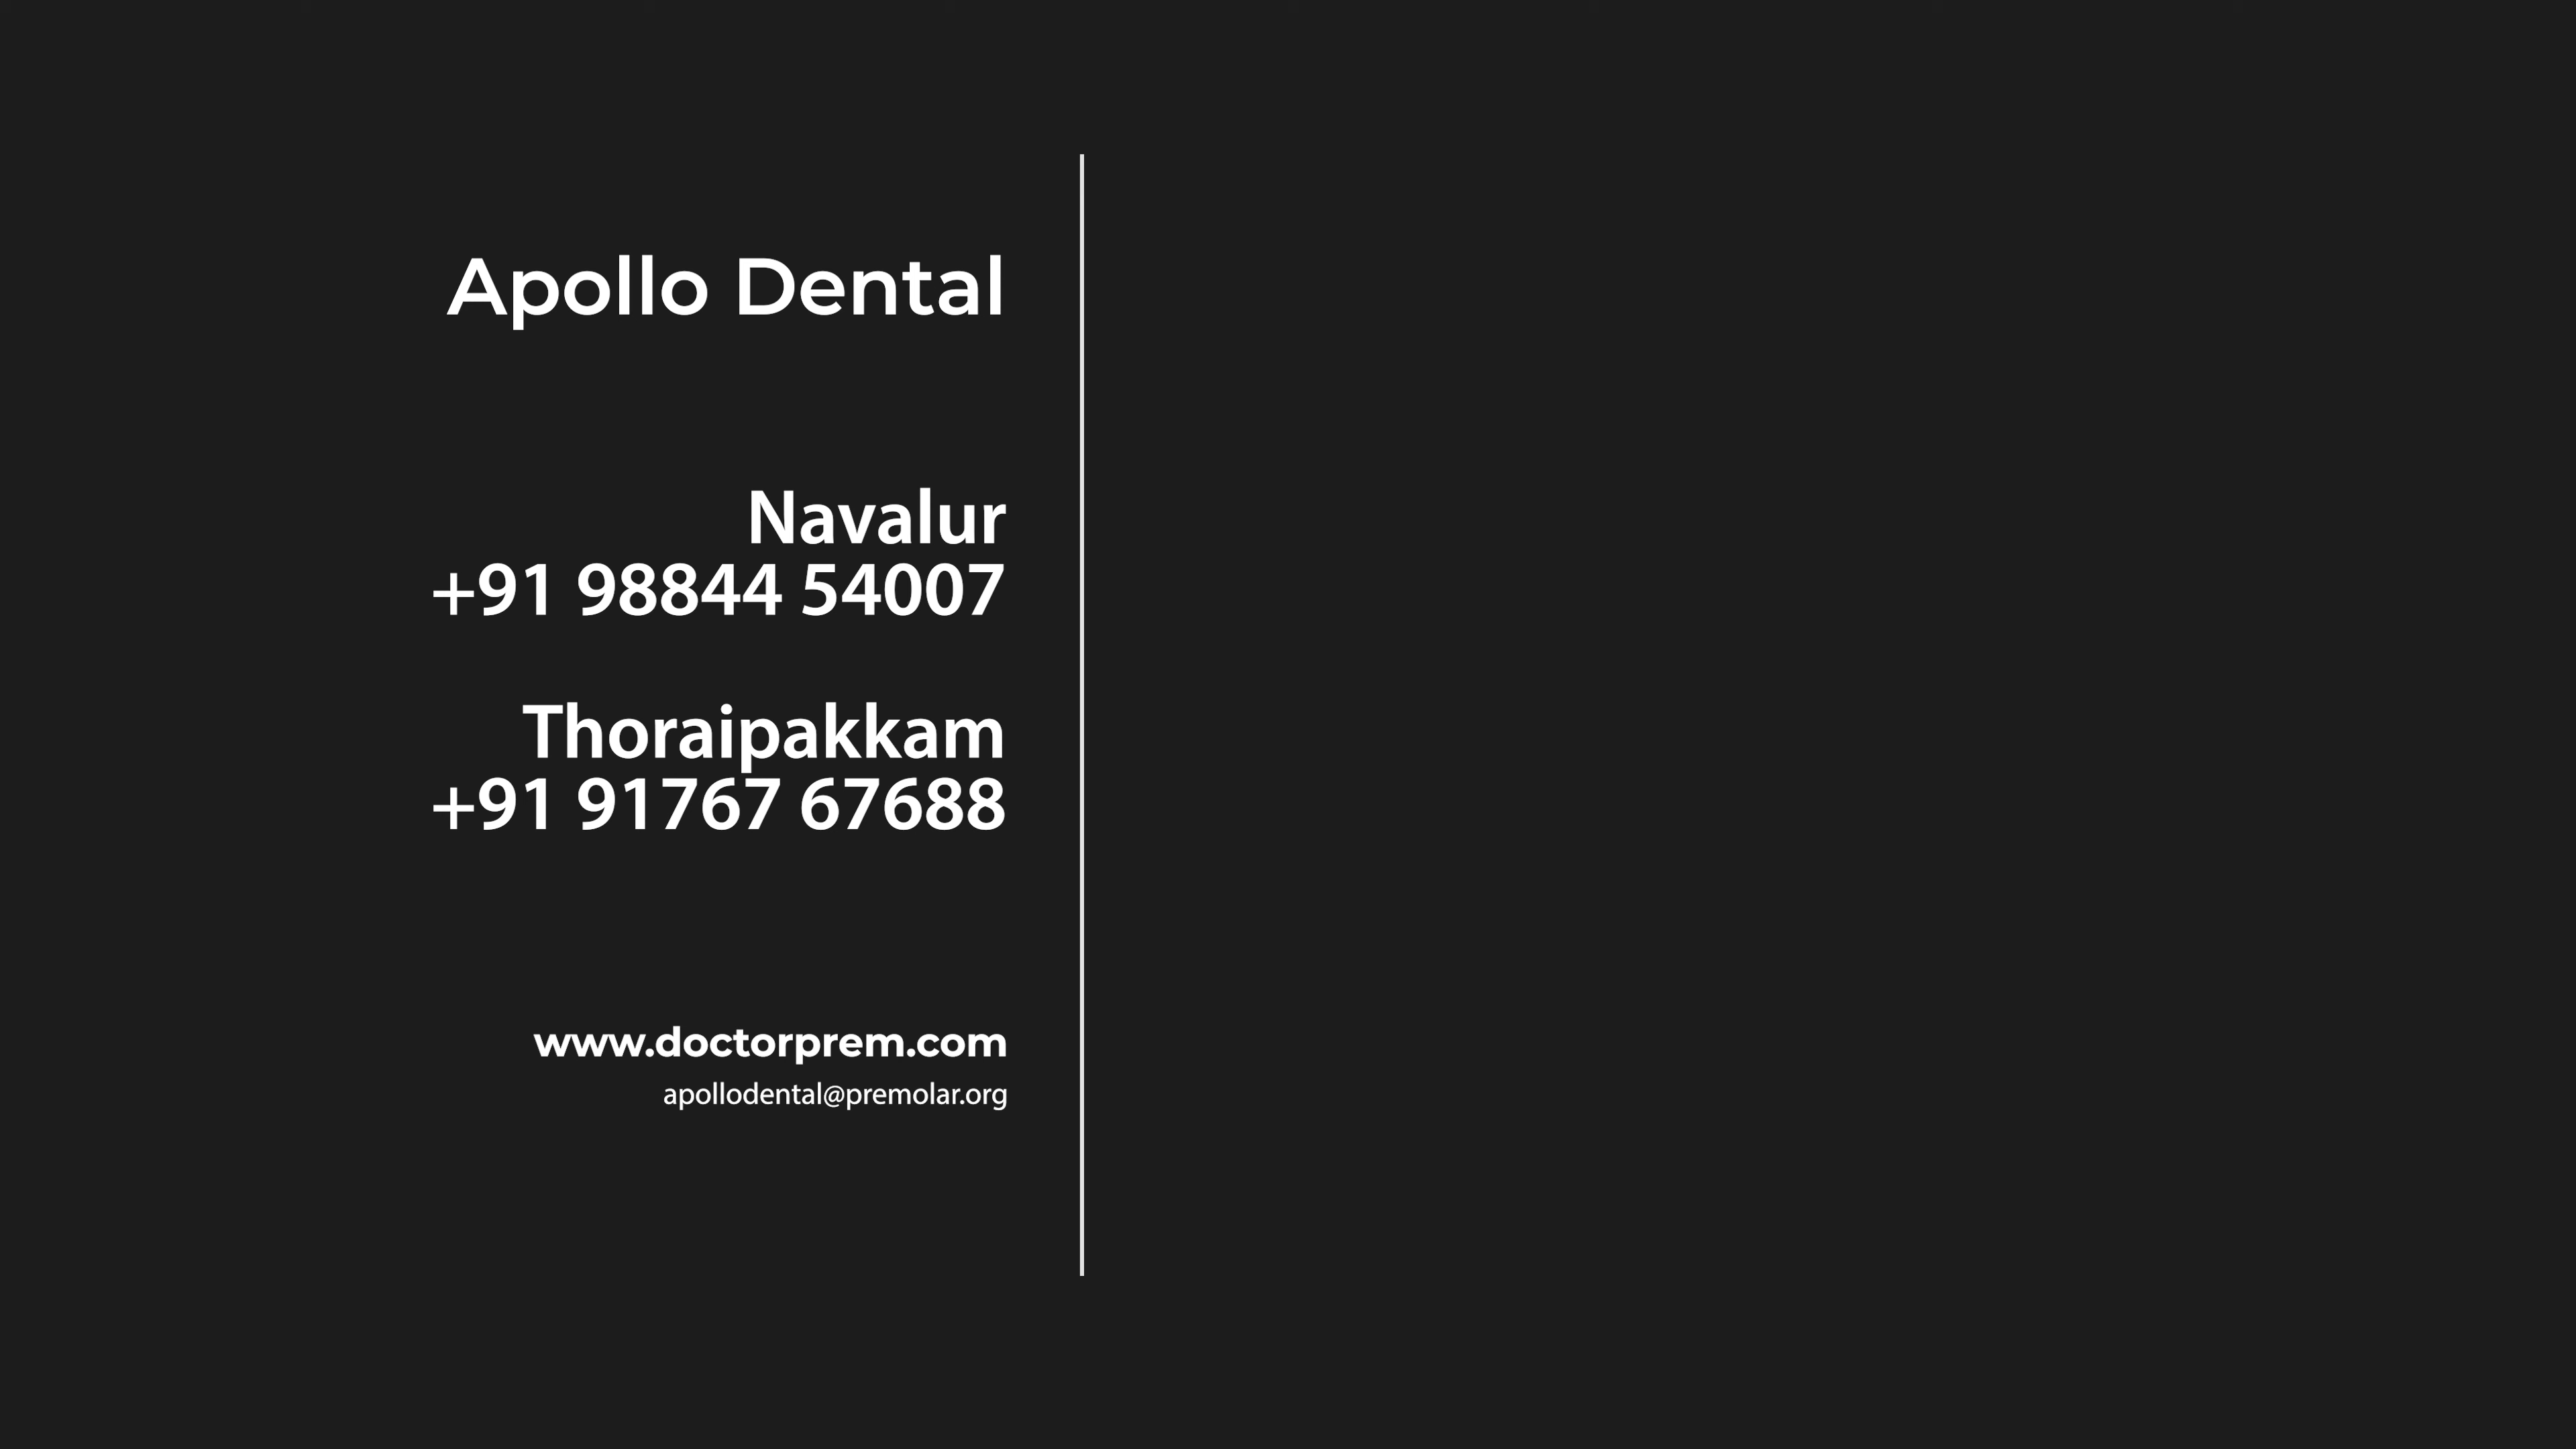 Apollo Dental
Navalur
+91 98844 54007
Thoraipakkam
+91 91767 67688
www.doctorprem.com
apollodental@premolar.org